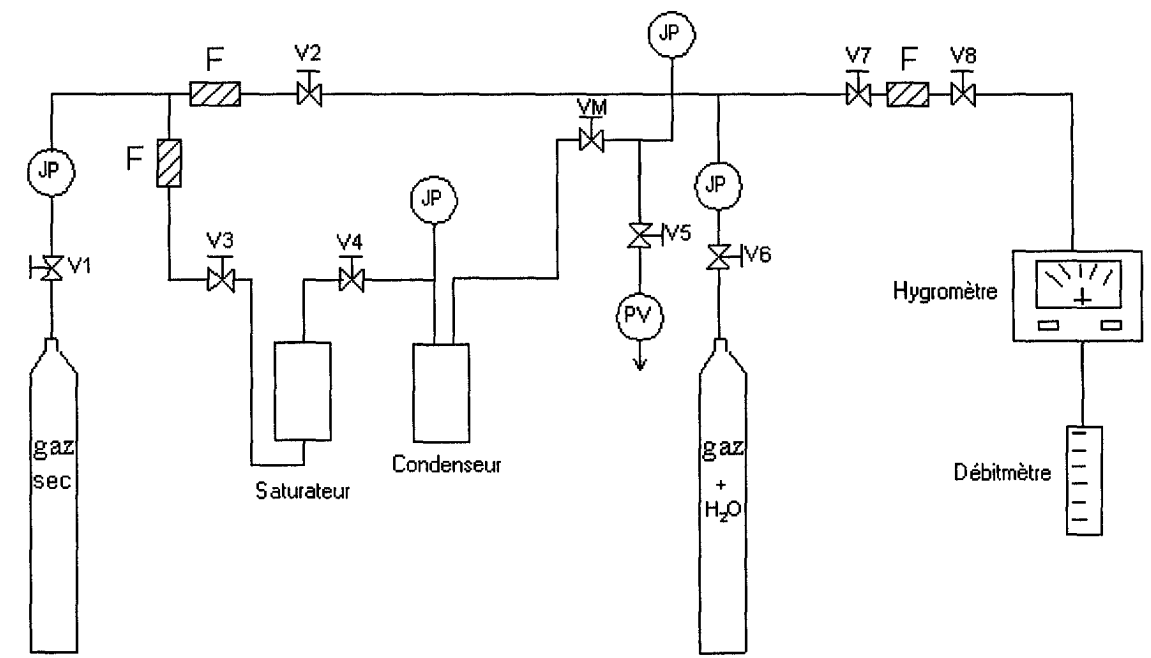 JP
F
V2
V7
F
V8
VM
F
JP
JP
JP
V5
V3
V4
V6
V1
Hygromètre
PV
gaz
sec
Condenseur
gaz
+
H₂O
Débitmètre
Saturateur